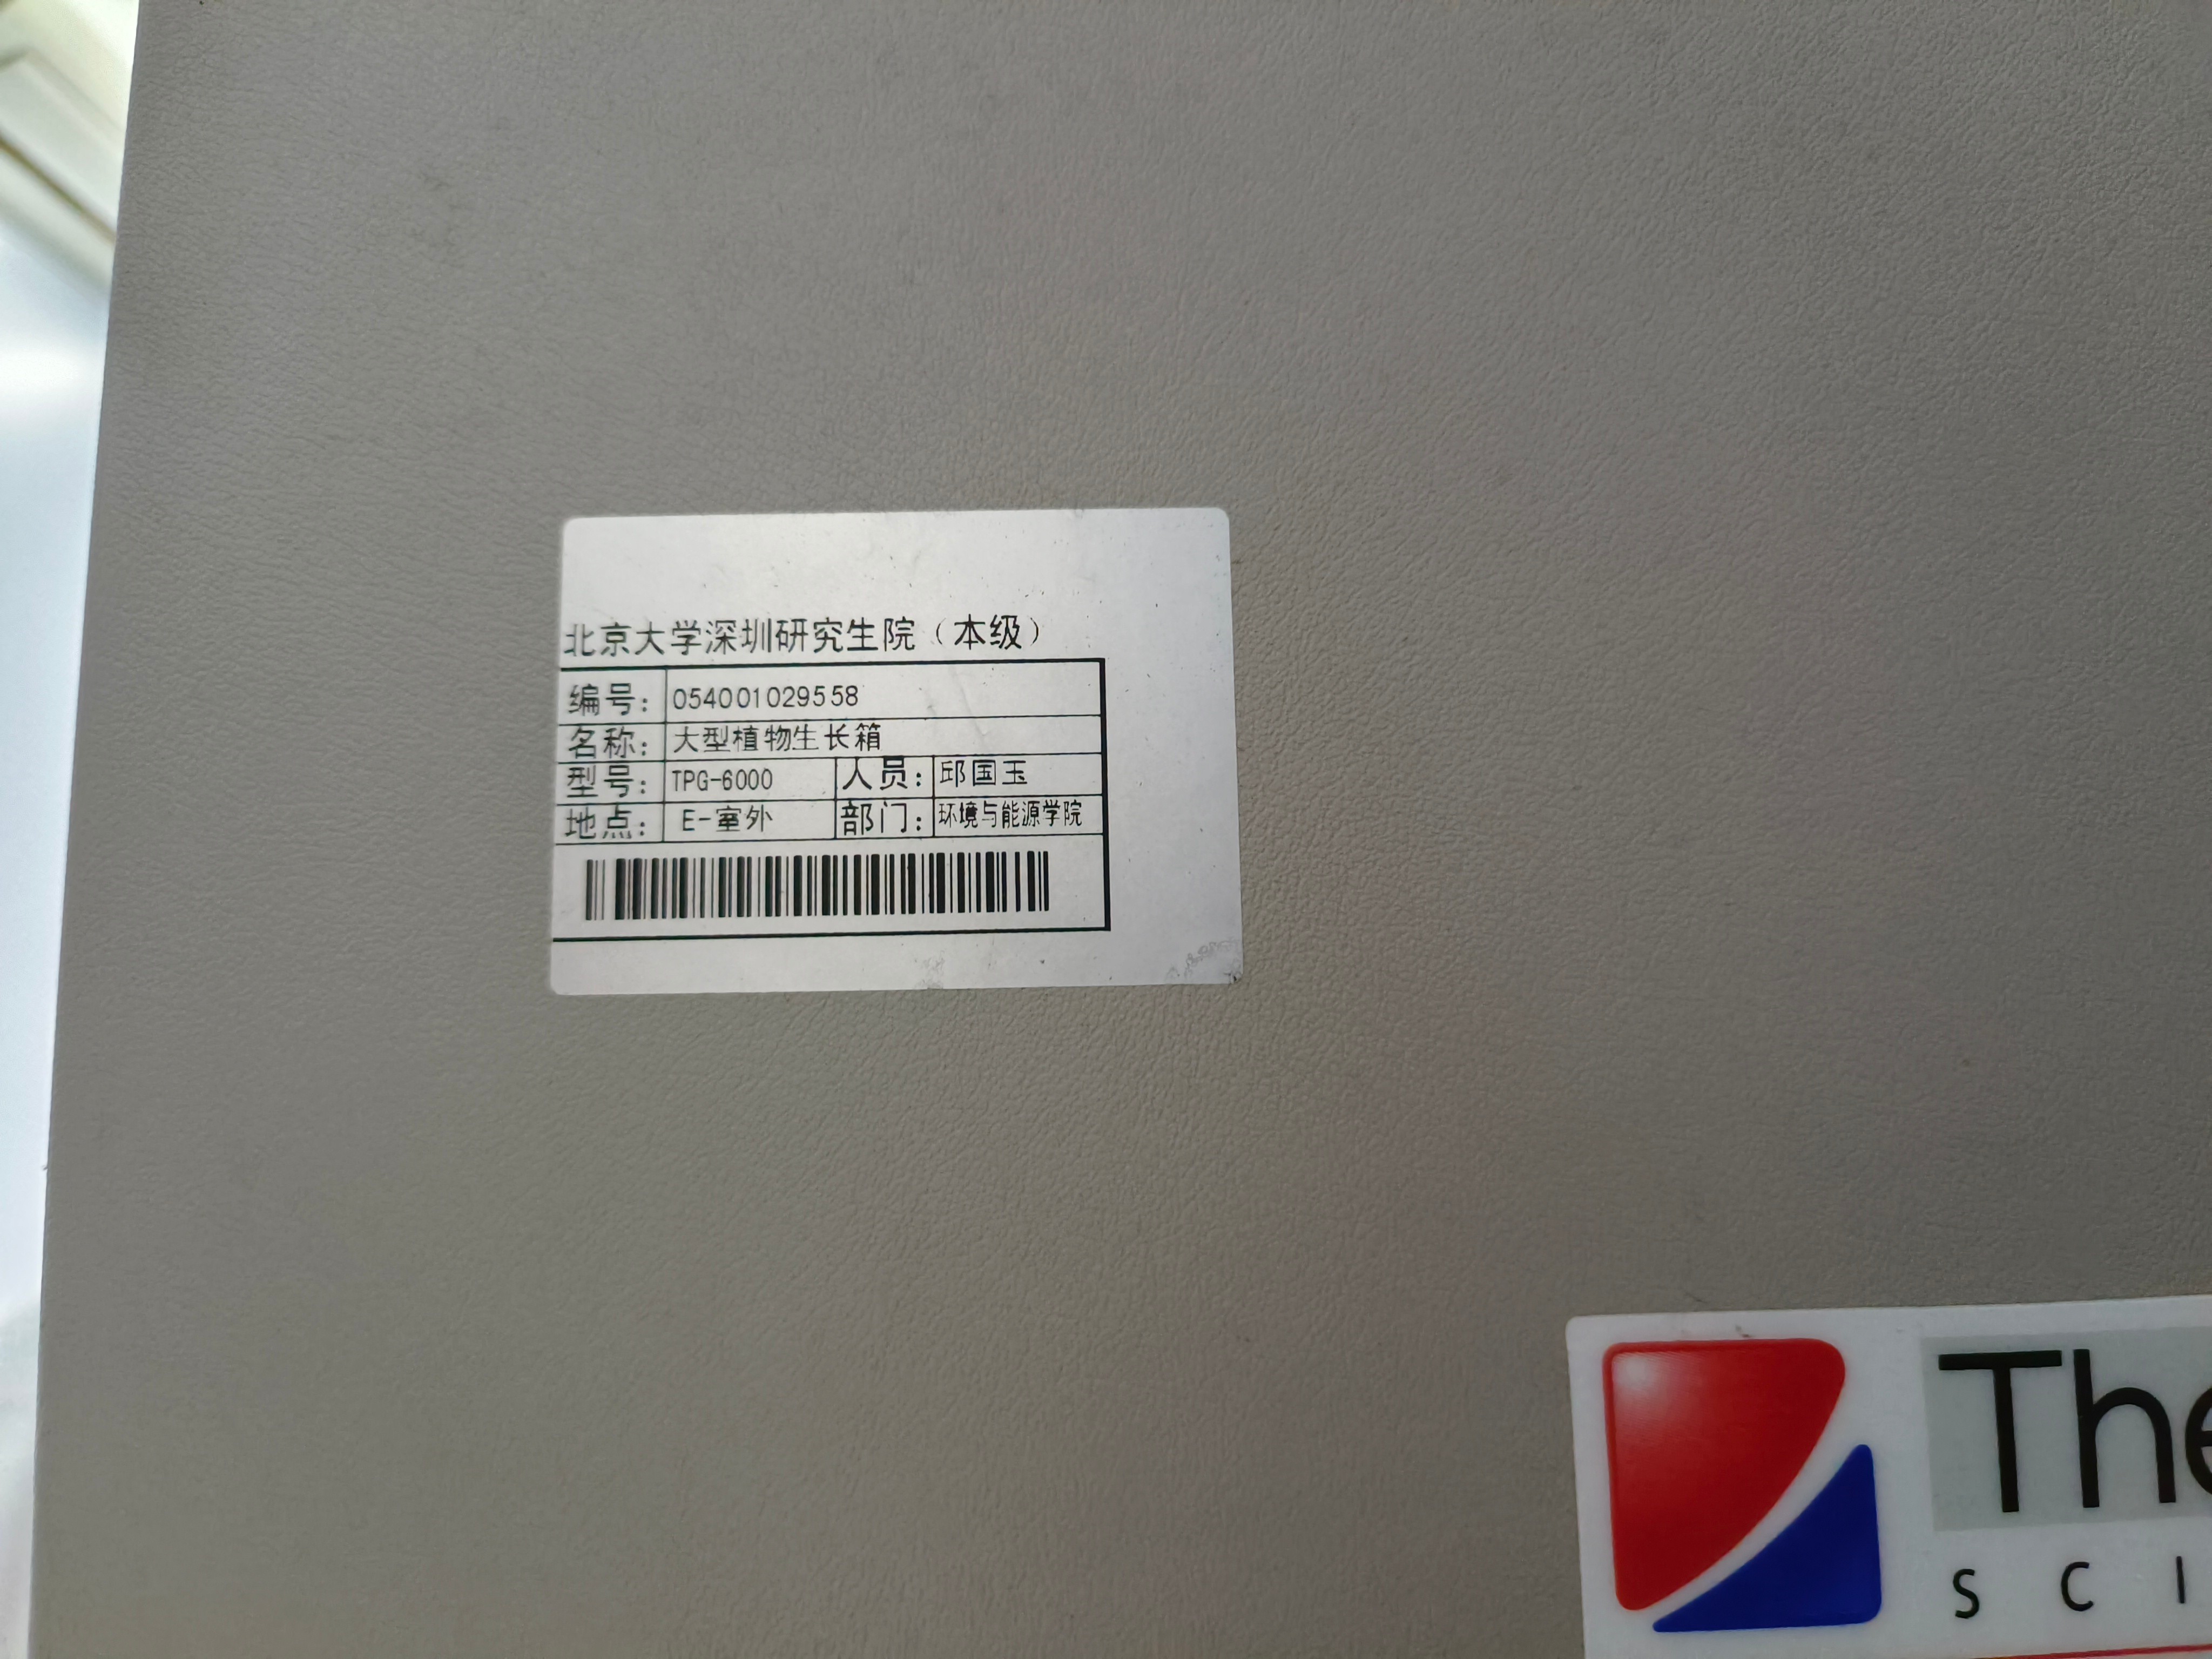 北京大学深圳研究生院（本级）
编号： 054001029558
名称： 大型植物生长箱
型号： TPG-6000 人员： 邱国玉
地点： E-室外 部门： 环境与能源学院
The
SCI